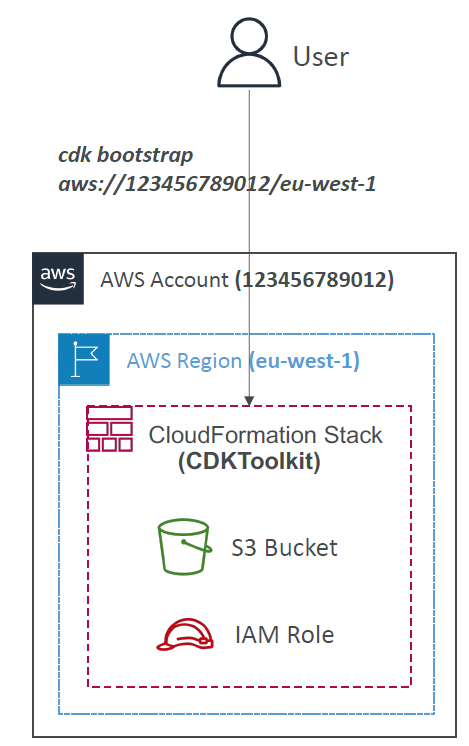 User
cdk bootstrap
aws://123456789012/eu-west-1
aws
AWS Account (123456789012)
AWS Region (eu-west-1)
CloudFormation Stack
(CDKToolkit)
S3 Bucket
IAM Role